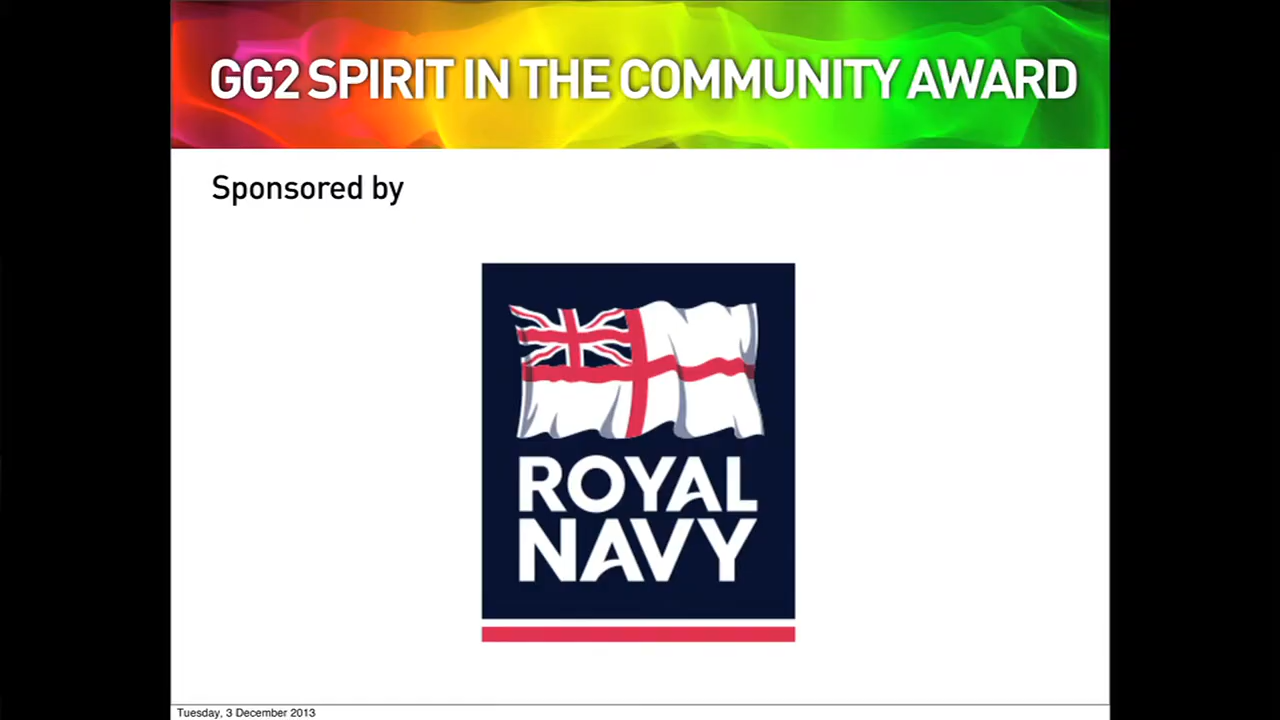 GG2 SPIRIT IN THE COMMUNITY AWARD
Sponsored by
ROYAL
NAVY
Tuesday, 3 December 2013